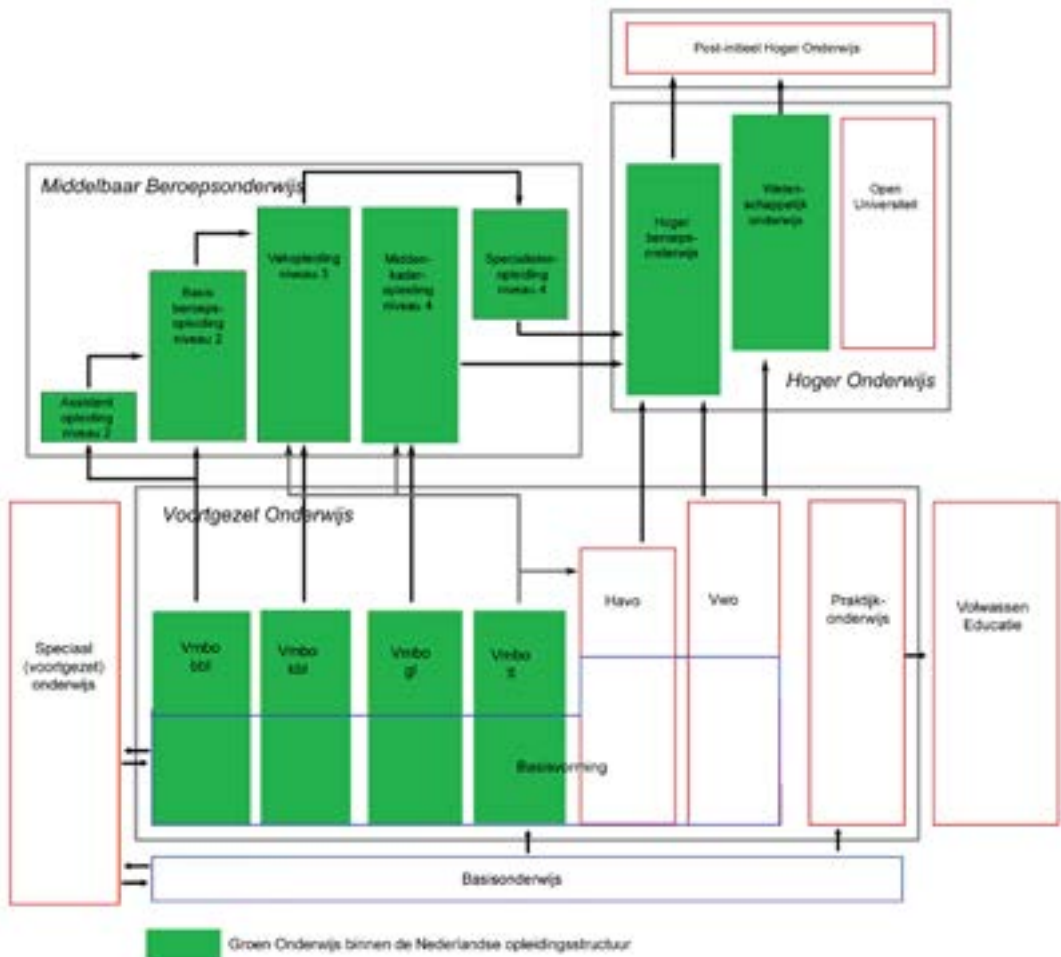 Post-initieel Hoger Onderwijs
Middelbaar Beroepsonderwijs
Assistent
opleiding
niveau 2
Basis
beroeps-
opleiding
niveau 2
Vakopleiding
niveau 3
Midden-
kader-
opleiding
niveau 4
Specialisten-
opleiding
niveau 4
Hoger
beroeps-
onderwijs
Weten-
schappelijk
onderwijs
Open
Universiteit
Hoger Onderwijs
Voortgezet Onderwijs
Speciaal
(voortgezet)
onderwijs
Vmbo
bbl
Vmbo
kbl
Vmbo
gl
Vmbo
tl
Havo
Vwo
Praktijk-
onderwijs
Volwassen
Educatie
Basisvorming
Basisonderwijs
Groen Onderwijs binnen de Nederlandse opleidingsstructuur